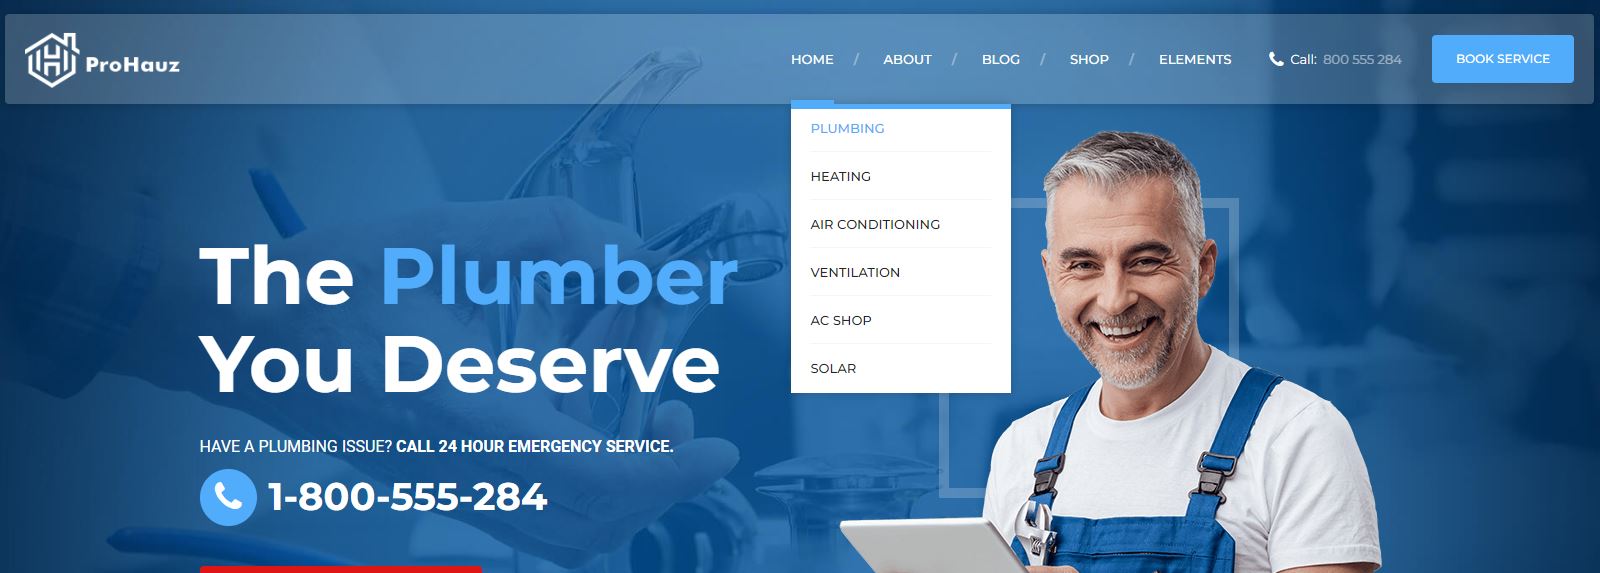 ProHauz
HOME / ABOUT / BLOG / SHOP / ELEMENTS
Call: 800 555 284
BOOK SERVICE
PLUMBING
HEATING
AIR CONDITIONING
VENTILATION
AC SHOP
SOLAR
The Plumber
You Deserve
HAVE A PLUMBING ISSUE? CALL 24 HOUR EMERGENCY SERVICE.
1-800-555-284